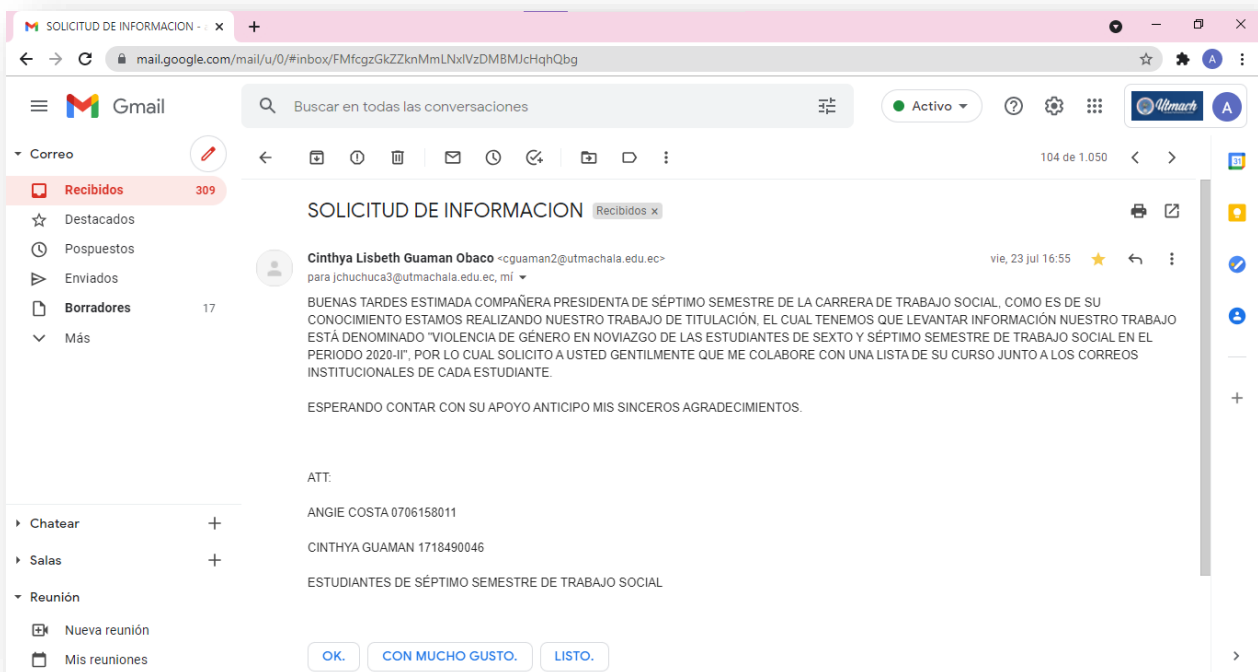 SOLICITUD DE INFORMACION -
mail.google.com/mail/u/0/#inbox/FMfcgzGkZZknMmLNxlVzDMBMJcHqhQbg
A
Gmail
Buscar en todas las conversaciones
Activo
Utmach
A
Correo
104 de 1.050
31
Recibidos 309
Destacados
Pospuestos
Enviados
Borradores 17
Más
SOLICITUD DE INFORMACION Recibidos x
Cinthya Lisbeth Guaman Obaco <cguaman2@utmachala.edu.ec> vie, 23 jul 16:55
para jchuchuca3@utmachala.edu.ec, mí
BUENAS TARDES ESTIMADA COMPAÑERA PRESIDENTA DE SÉPTIMO SEMESTRE DE LA CARRERA DE TRABAJO SOCIAL, COMO ES DE SU
CONOCIMIENTO ESTAMOS REALIZANDO NUESTRO TRABAJO DE TITULACIÓN, EL CUAL TENEMOS QUE LEVANTAR INFORMACIÓN NUESTRO TRABAJO
ESTÁ DENOMINADO "VIOLENCIA DE GÉNERO EN NOVIAZGO DE LAS ESTUDIANTES DE SEXTO Y SÉPTIMO SEMESTRE DE TRABAJO SOCIAL EN EL
PERIODO 2020-II", POR LO CUAL SOLICITO A USTED GENTILMENTE QUE ME COLABORE CON UNA LISTA DE SU CURSO JUNTO A LOS CORREOS
INSTITUCIONALES DE CADA ESTUDIANTE.
ESPERANDO CONTAR CON SU APOYO ANTICIPO MIS SINCEROS AGRADECIMIENTOS.
ATT:
ANGIE COSTA 0706158011
CINTHYA GUAMAN 1718490046
ESTUDIANTES DE SÉPTIMO SEMESTRE DE TRABAJO SOCIAL
Chatear
Salas
Reunión
Nueva reunión
Mis reuniones
OK. CON MUCHO GUSTO. LISTO.